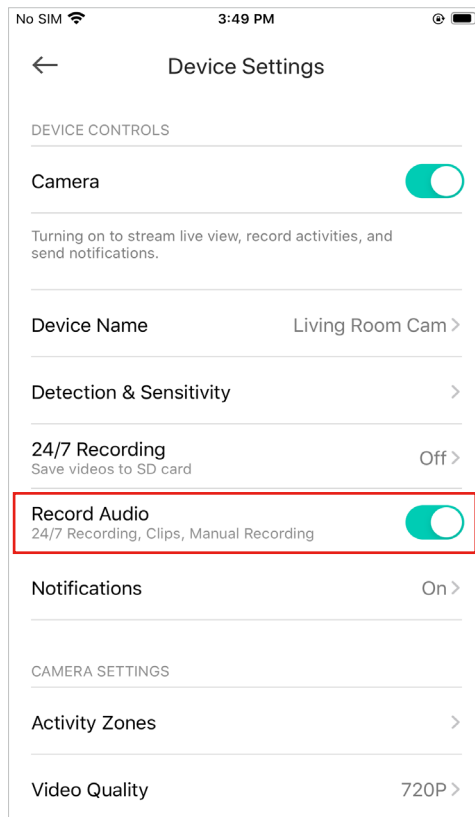 No SIM 3:49 PM
Device Settings
DEVICE CONTROLS
Camera
Turning on to stream live view, record activities, and
send notifications.
Device Name Living Room Cam
Detection & Sensitivity
24/7 Recording Off
Save videos to SD card
Record Audio
24/7 Recording, Clips, Manual Recording
Notifications On
CAMERA SETTINGS
Activity Zones
Video Quality 720P